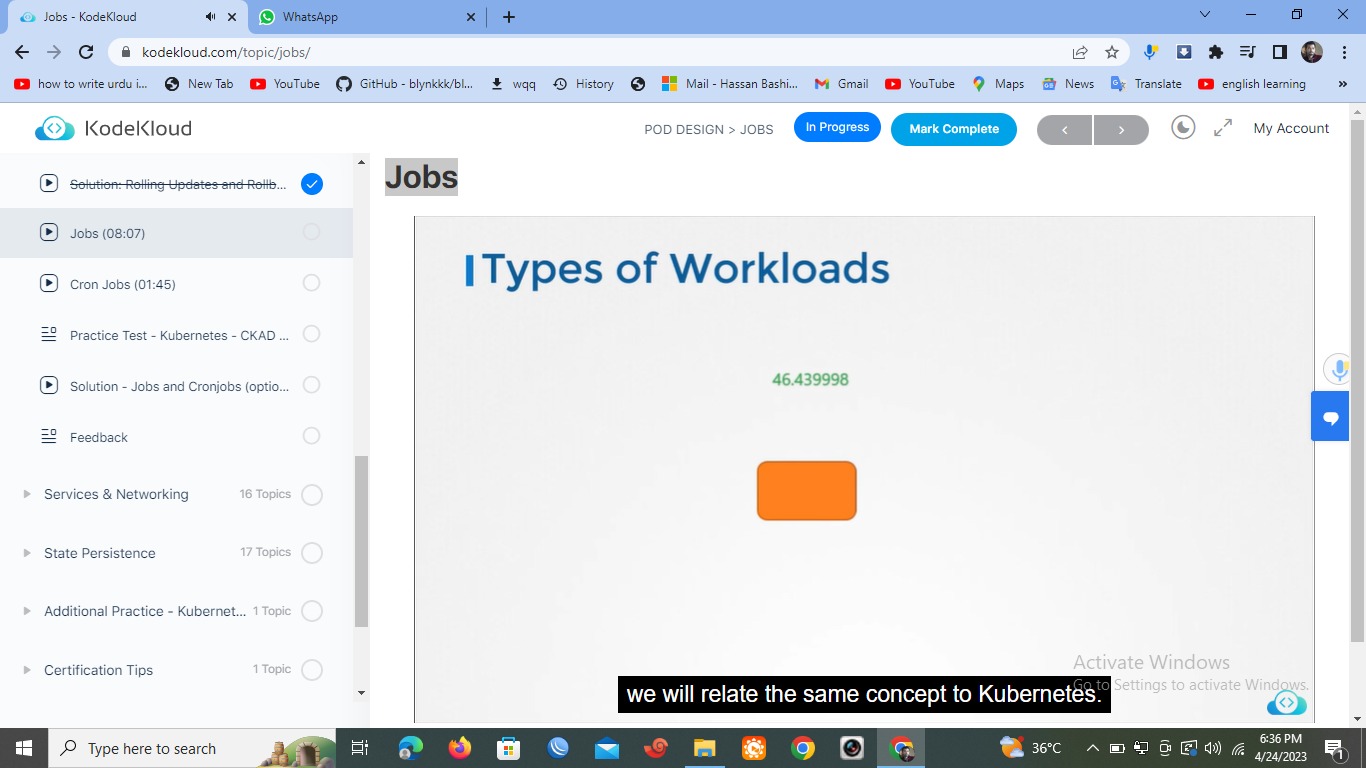 Jobs - KodeKloud
WhatsApp
kodekloud.com/topic/jobs/
how to write urdu i...
New Tab
YouTube
GitHub - blynkkk/bl...
wqq
History
Mail - Hassan Bashi...
Gmail
YouTube
Maps
News
Translate
english learning
KodeKloud
POD DESIGN > JOBS
In Progress
Mark Complete
My Account
Solution: Rolling Updates and Rollb...
Jobs (08:07)
Cron Jobs (01:45)
Practice Test - Kubernetes - CKAD ...
Solution - Jobs and Cronjobs (optio...
Feedback
Services & Networking 16 Topics
State Persistence 17 Topics
Additional Practice - Kubernet... 1 Topic
Certification Tips 1 Topic
Jobs
Types of Workloads
46.439998
we will relate the same concept to Kubernetes.
Activate Windows
Go to Settings to activate Windows.
Type here to search
36°C
6:36 PM
4/24/2023
1